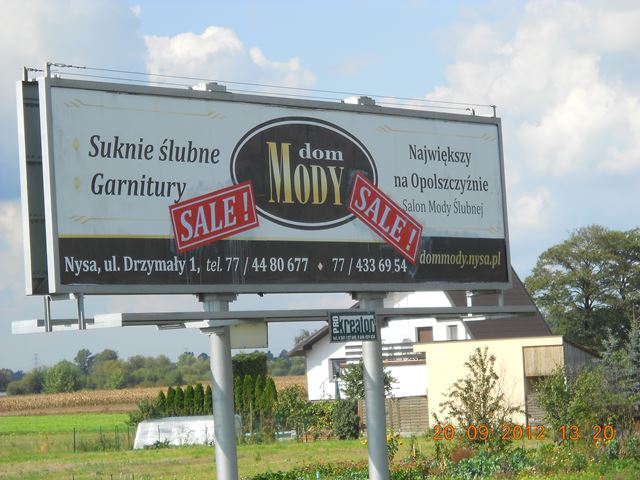 Suknie ślubne
Garnitury
dom
MODY
Największy
na Opolszczyźnie
Salon Mody Ślubnej
SALE!
SALE!
Nysa, ul. Drzymały 1, tel. 77 / 44 80 677 ♦ 77 / 433 69 54
dommody.nysa.pl
kreator
20.09.2012 13:20